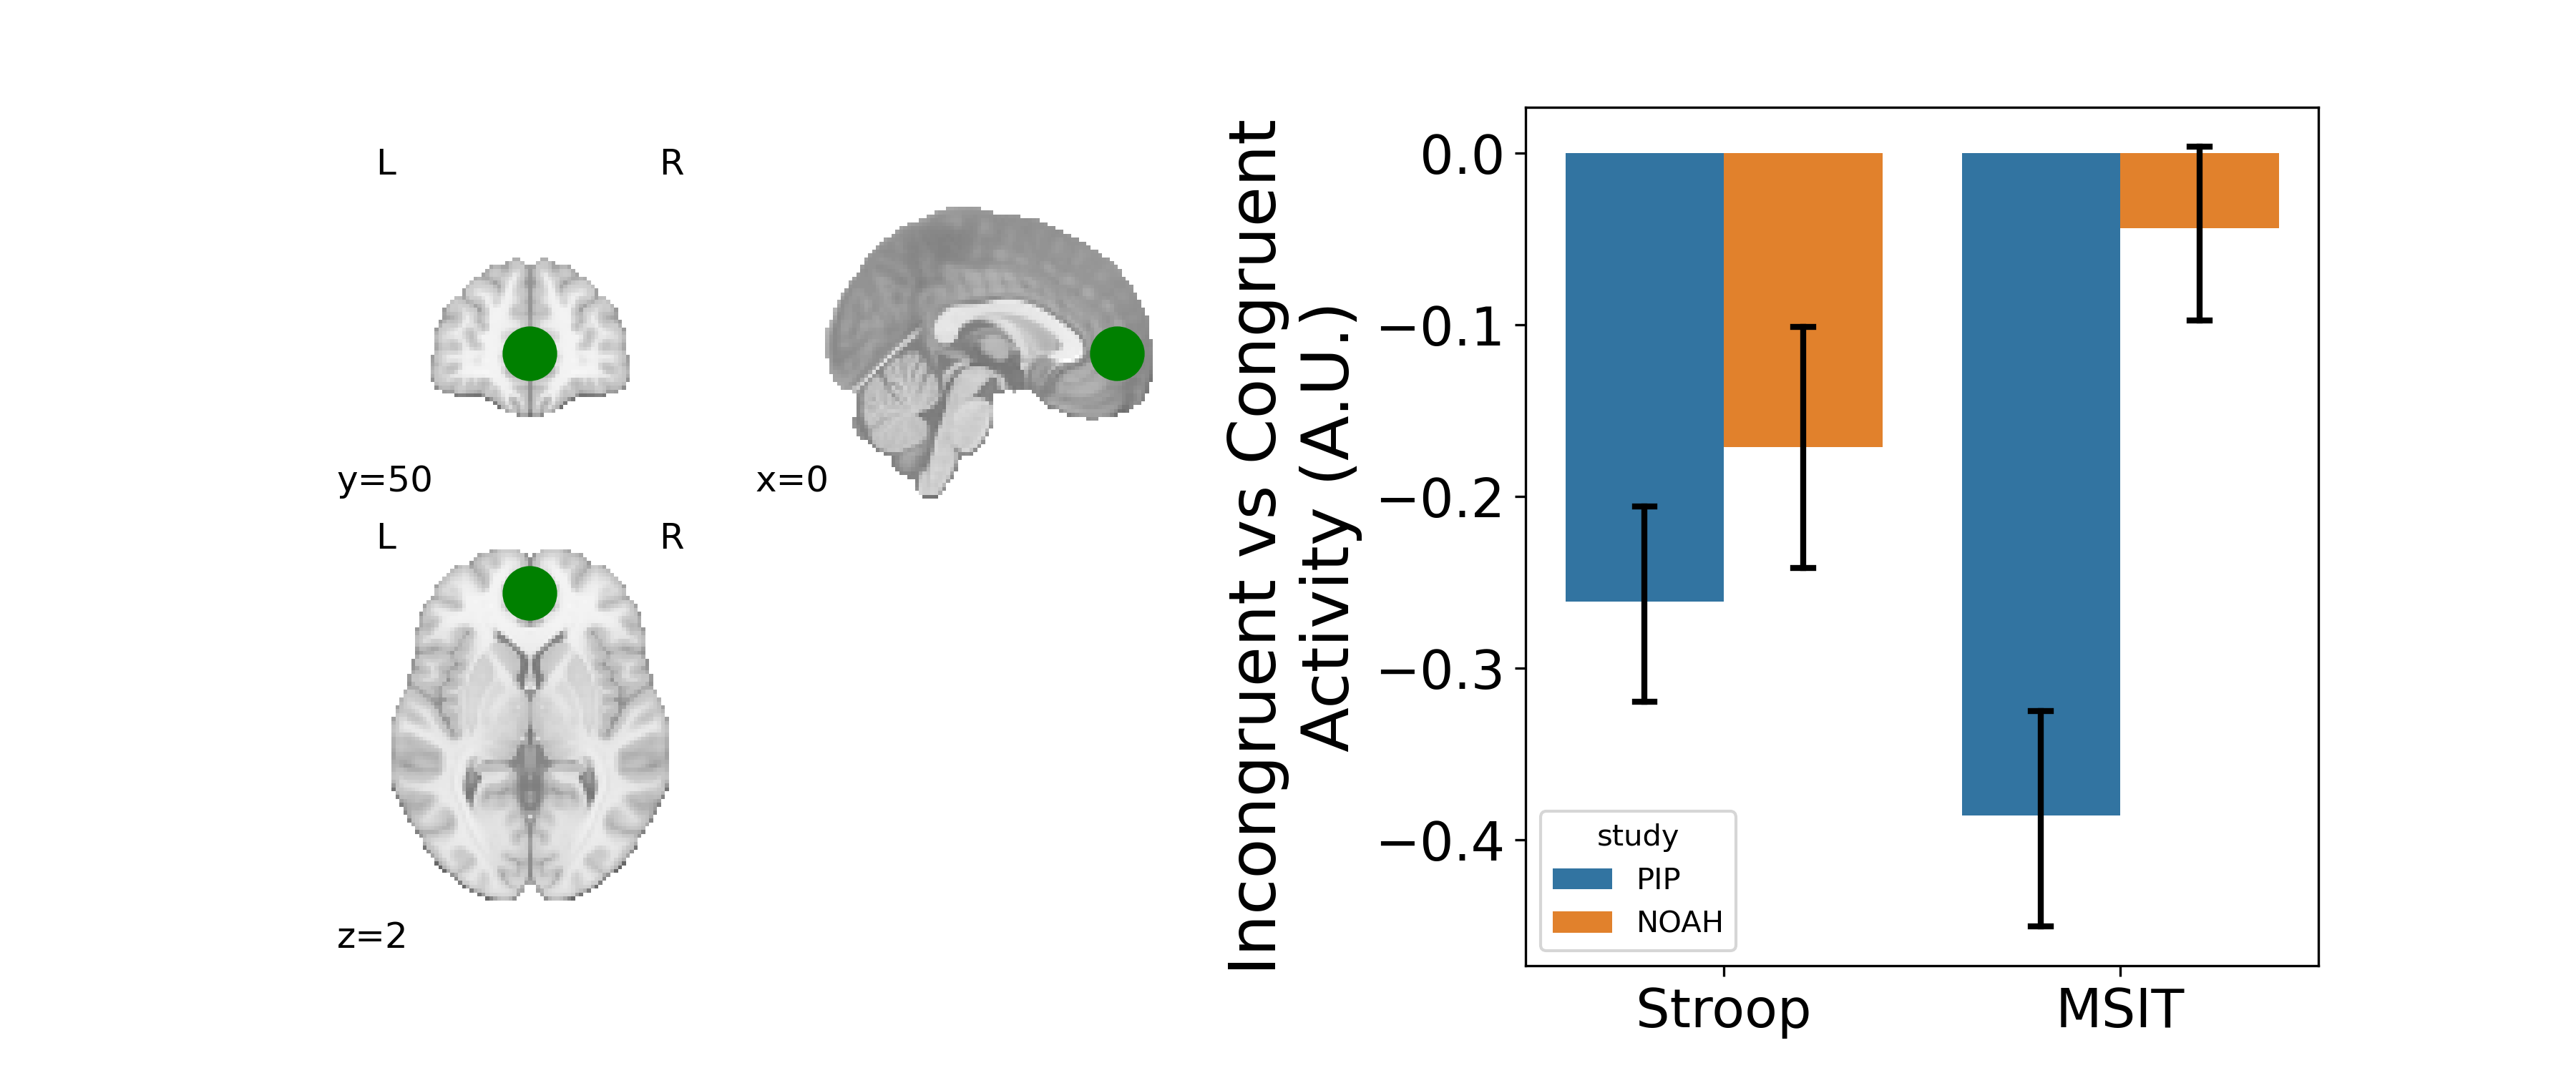 L R
y=50
x=0
L R
z=2
Incongruent vs Congruent
Activity (A.U.)
0.0
−0.1
−0.2
−0.3
−0.4
study
PIP
NOAH
Stroop
MSIT